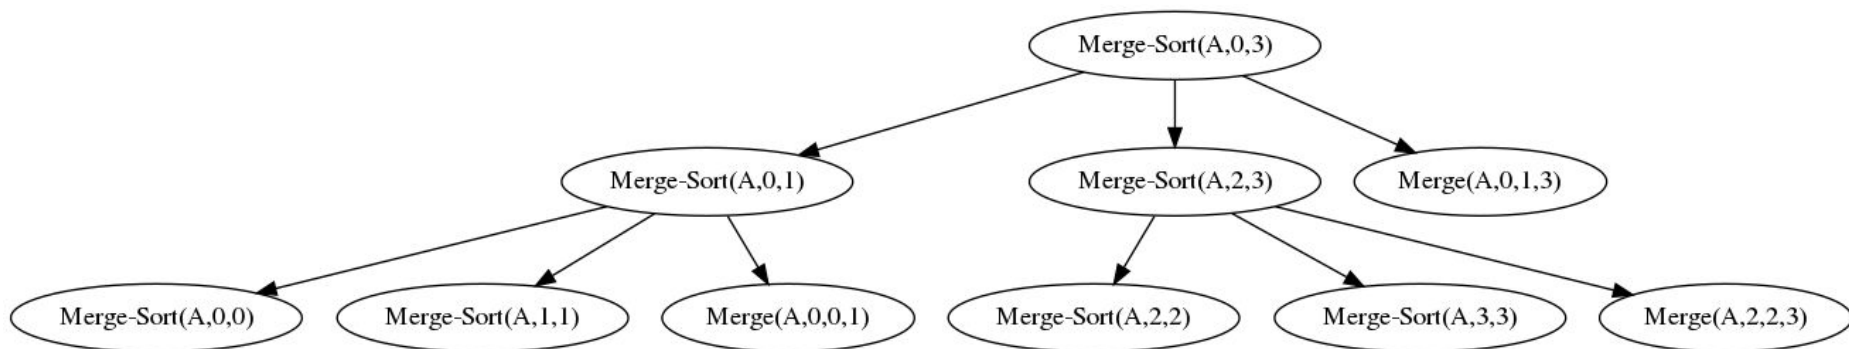 Merge-Sort(A,0,3)
Merge-Sort(A,0,1)
Merge-Sort(A,2,3)
Merge(A,0,1,3)
Merge-Sort(A,0,0)
Merge-Sort(A,1,1)
Merge(A,0,0,1)
Merge-Sort(A,2,2)
Merge-Sort(A,3,3)
Merge(A,2,2,3)